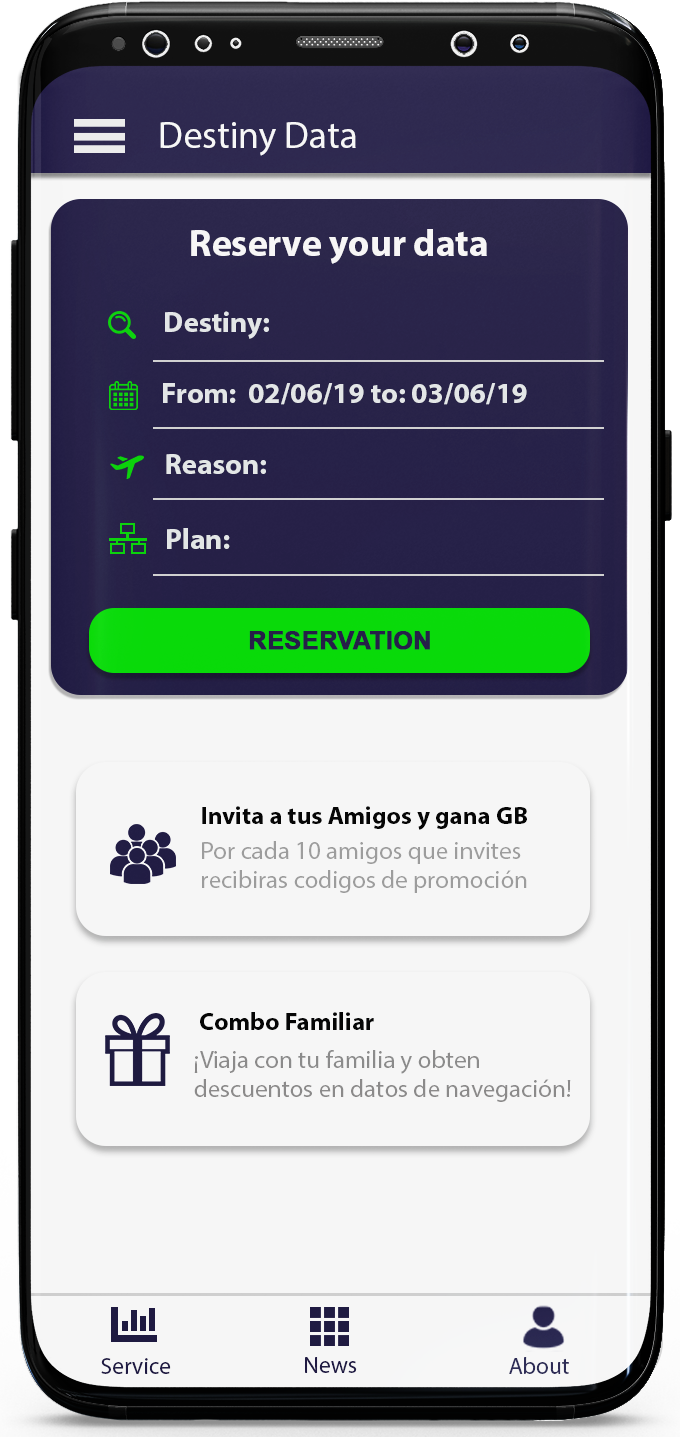 Destiny Data
Reserve your data
Destiny:
From: 02/06/19 to: 03/06/19
Reason:
Plan:
RESERVATION
Invita a tus Amigos y gana GB
Por cada 10 amigos que invites
recibiras codigos de promoción
Combo Familiar
¡Viaja con tu familia y obten
descuentos en datos de navegación!
Service
News
About